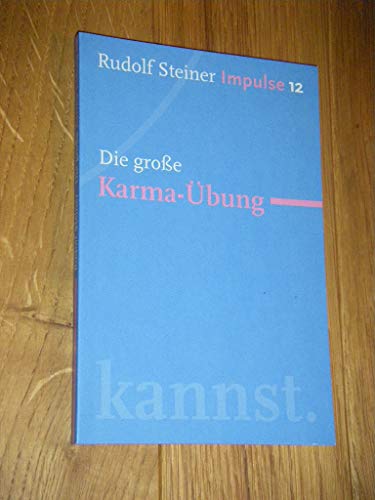 Rudolf Steiner Impulse 12
Die große
Karma-Übung
kannst.